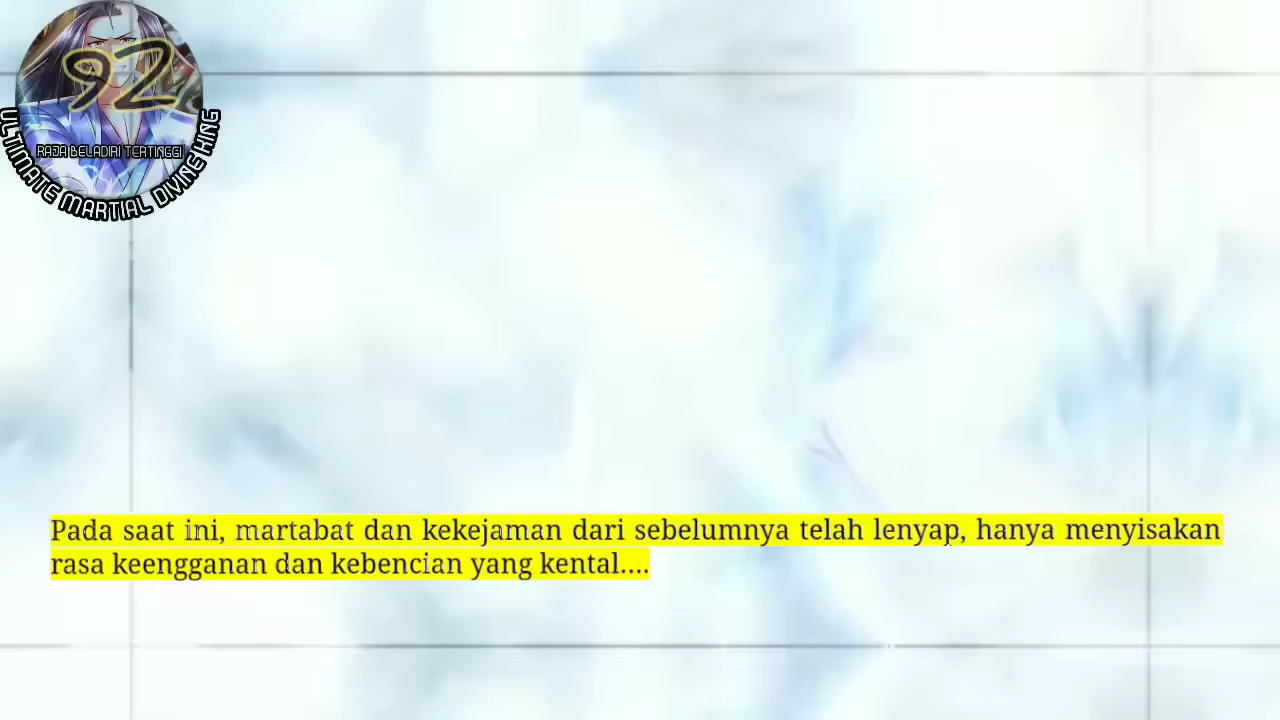 92
RAJA BELADIRI TERTINGGI
ULTIMATE MARTIAL DIVINE KING
Pada saat ini, martabat dan kekejaman dari sebelumnya telah lenyap, hanya menyisakan
rasa keengganan dan kebencian yang kental....